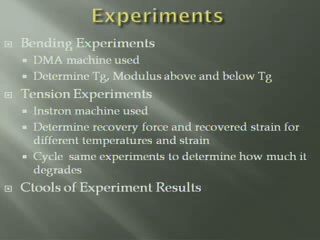 Experiments
Bending Experiments
DMA machine used
Determine Tg, Modulus above and below Tg
Tension Experiments
Instron machine used
Determine recovery force and recovered strain for
different temperatures and strain
Cycle same experiments to determine how much it
degrades
Ctools of Experiment Results